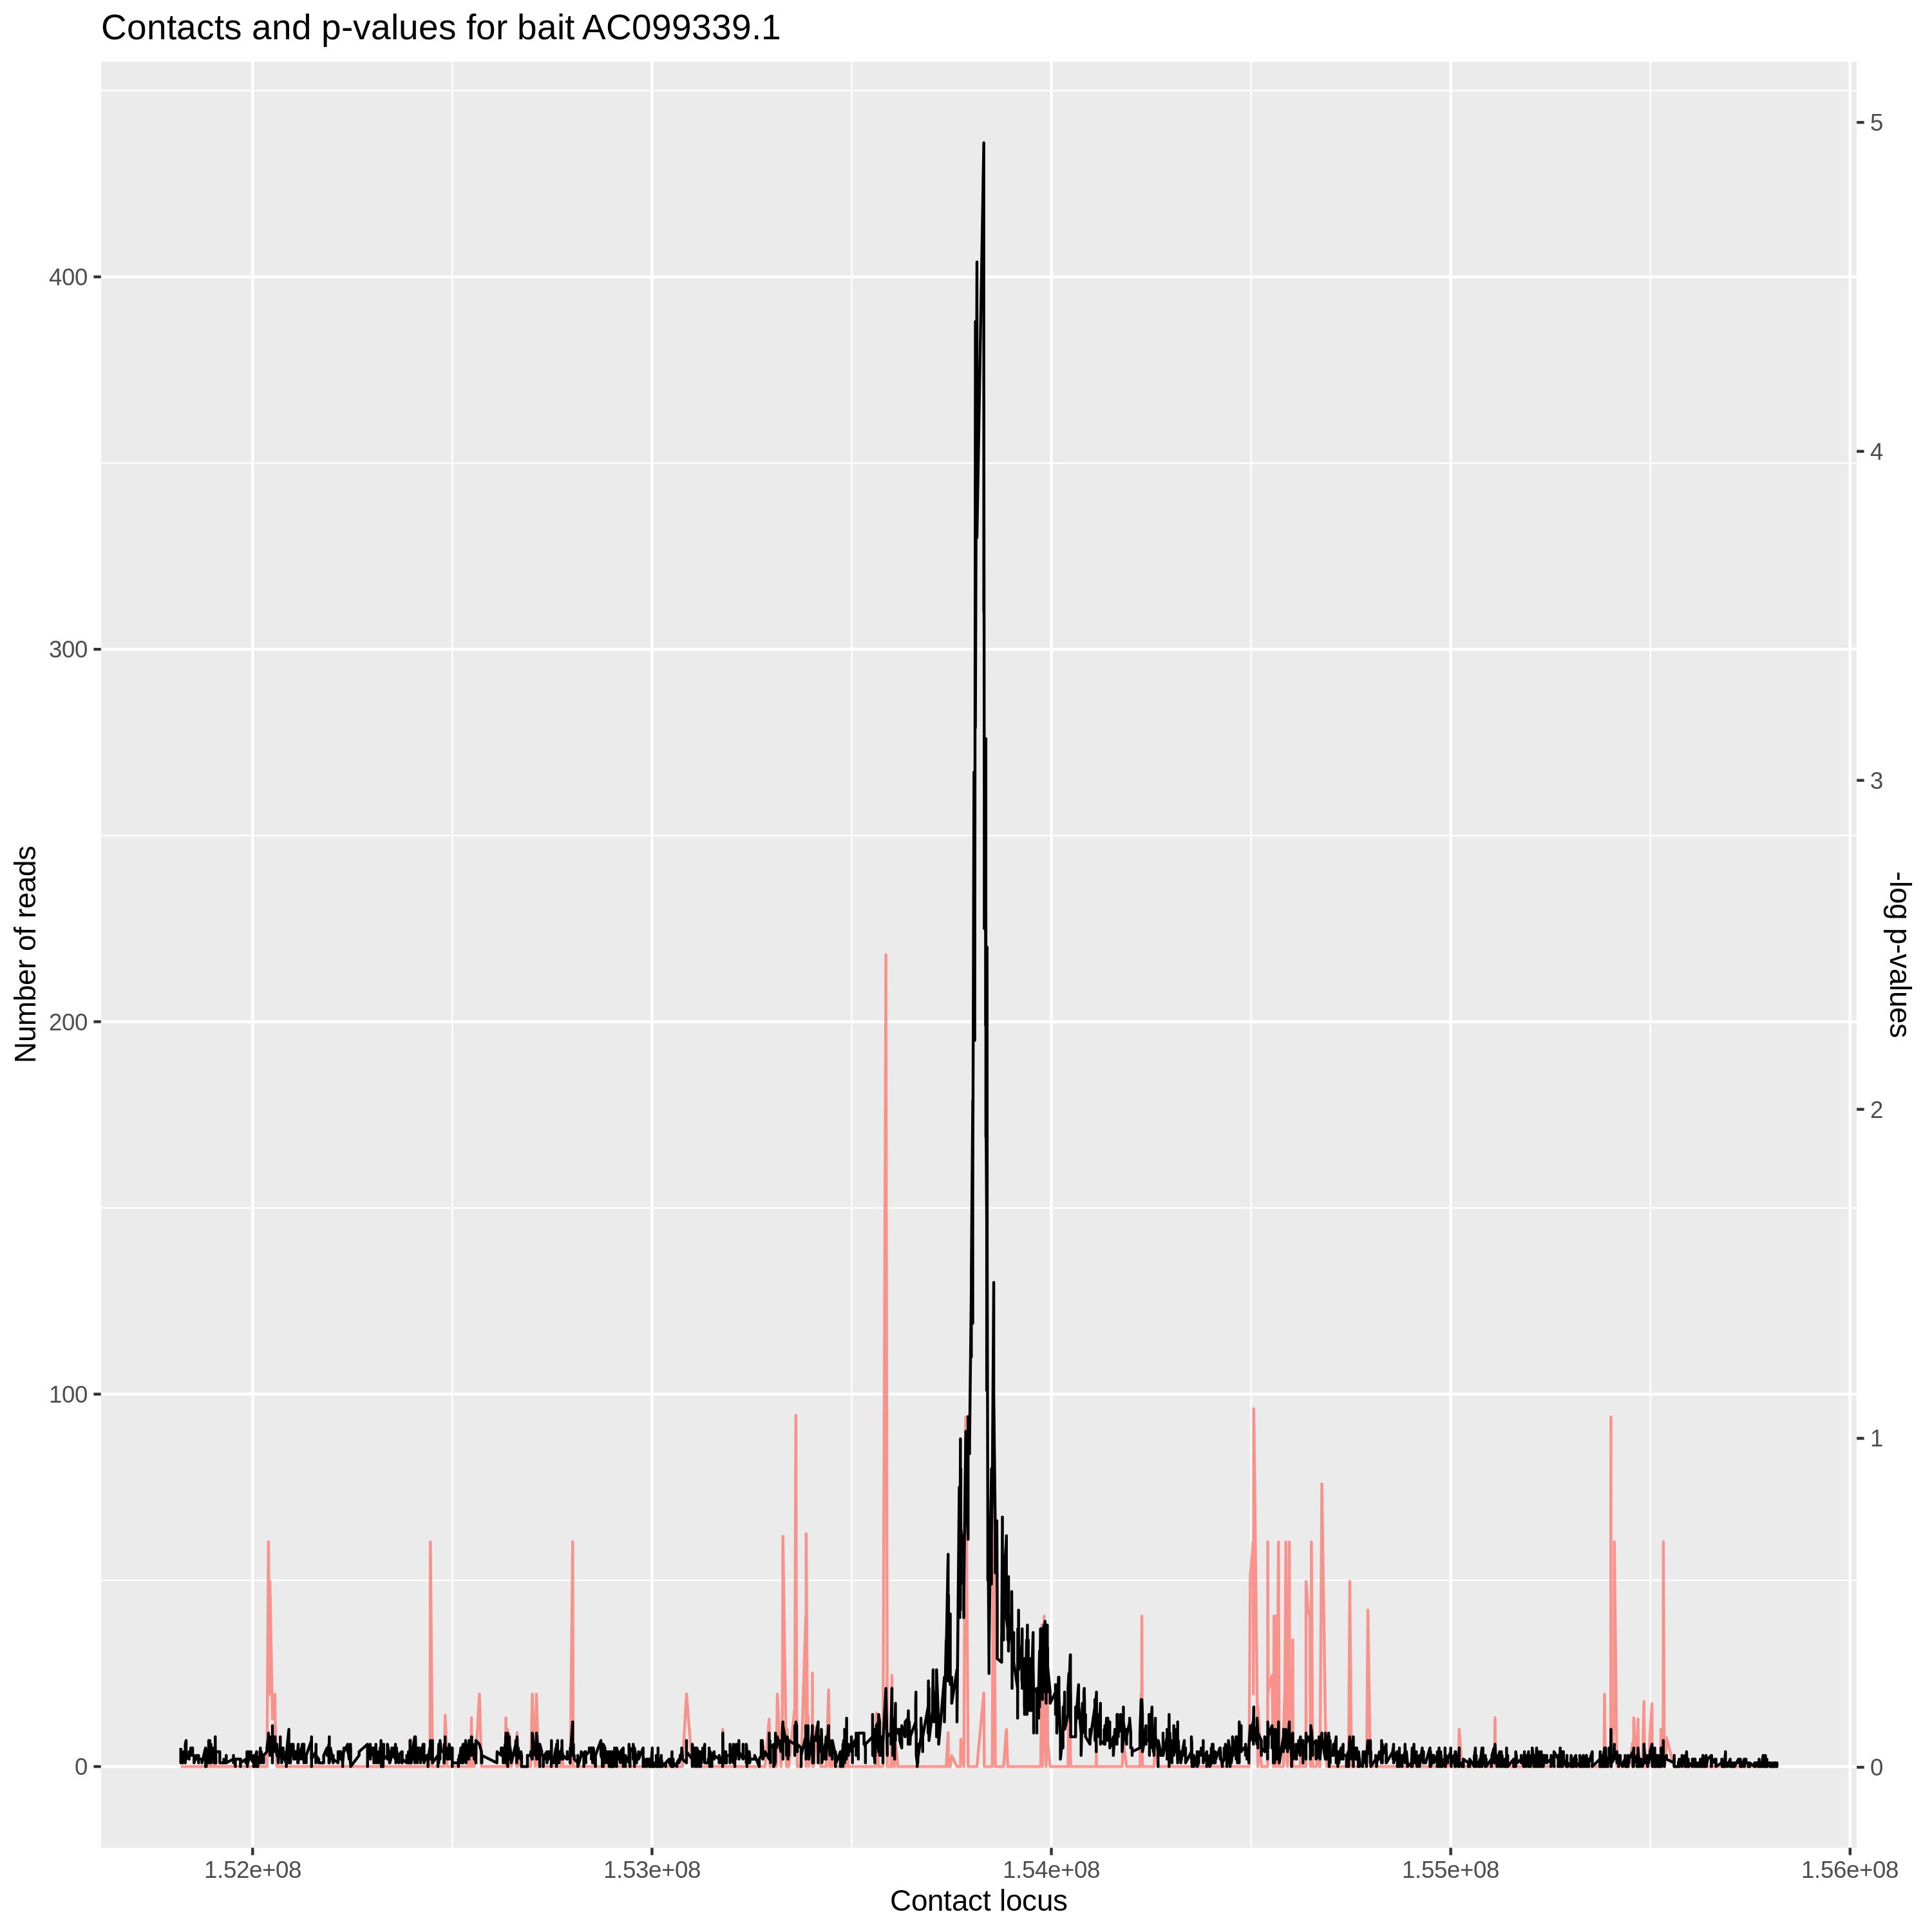 Contacts and p-values for bait AC099339.1
400
300
200
100
0
Number of reads
5
4
3
2
1
0
-log p-values
1.52e+08
1.53e+08
1.54e+08
1.55e+08
1.56e+08
Contact locus